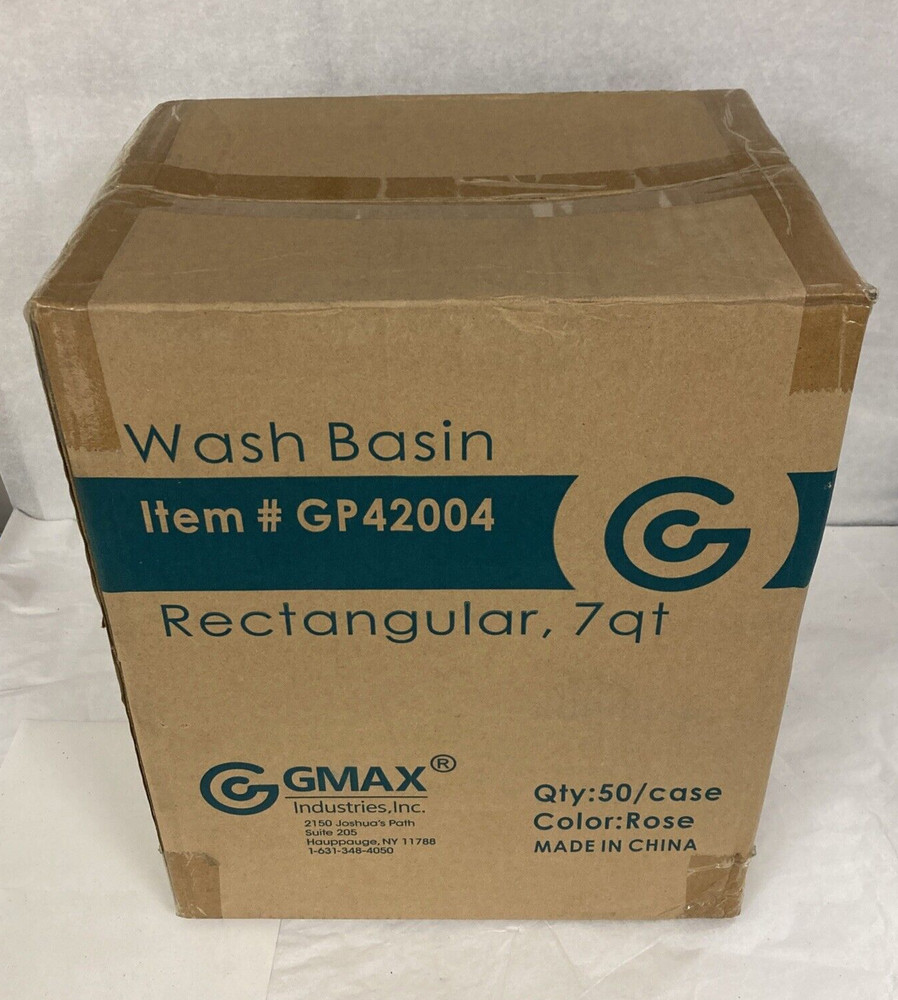 Wash Basin
Item # GP42004
Rectangular, 7qt
GMAX®
Industries,Inc.
2150 Joshua's Path
Suite 205
Hauppauge, NY 11788
1-631-348-4050
Qty:50/case
Color:Rose
MADE IN CHINA